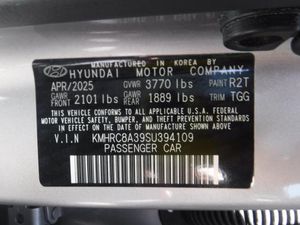 MANUFACTURED IN KOREA BY
HYUNDAI MOTOR COMPANY
APR/2025 GVWR 3770 lbs PAINT R2T
GAWR FRONT 2101 lbs GAWR REAR 1889 lbs TRIM TGG
THIS VEHICLE CONFORMS TO ALL APPLICABLE U.S.A. FEDERAL
MOTOR VEHICLE SAFETY, BUMPER, AND THEFT PREVENTION
STANDARDS IN EFFECT ON THE DATE OF MANUFACTURE
SHOWN ABOVE.
V.I.N KMHRC8A39SU394109
PASSENGER CAR